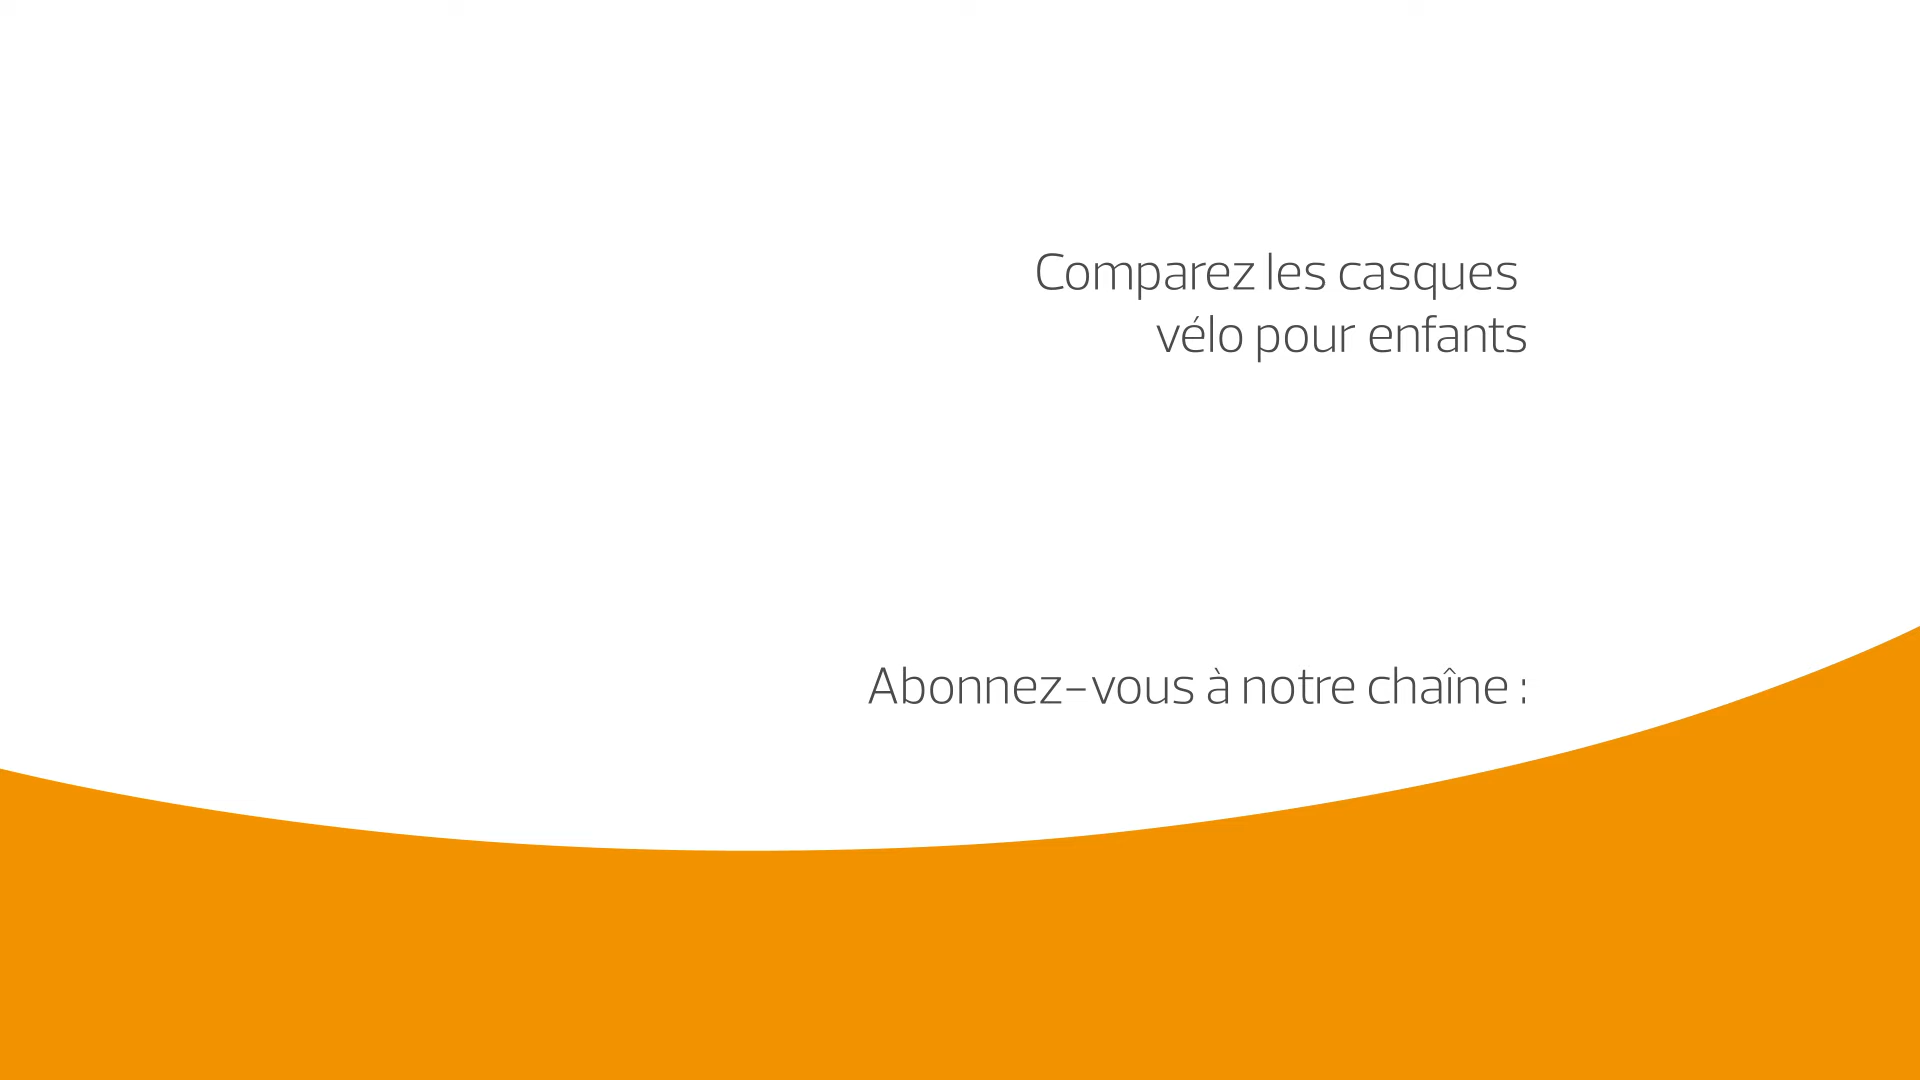 Comparez les casques
vélo pour enfants
Abonnez-vous à notre chaîne :